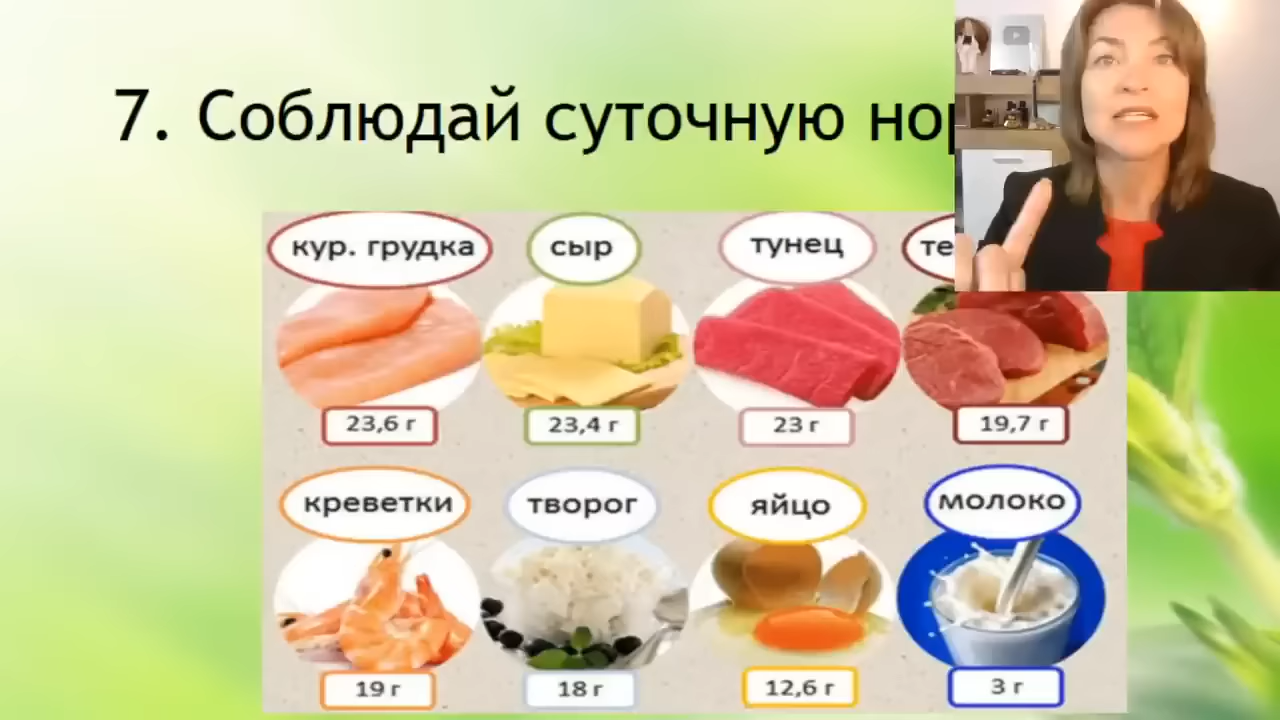 7. Соблюдай суточную
кур. грудка сыр тунец
23,6 г 23,4 г 23 г 19,7 г
креветки творог яйцо молоко
19 г 18 г 12,6 г 3 г